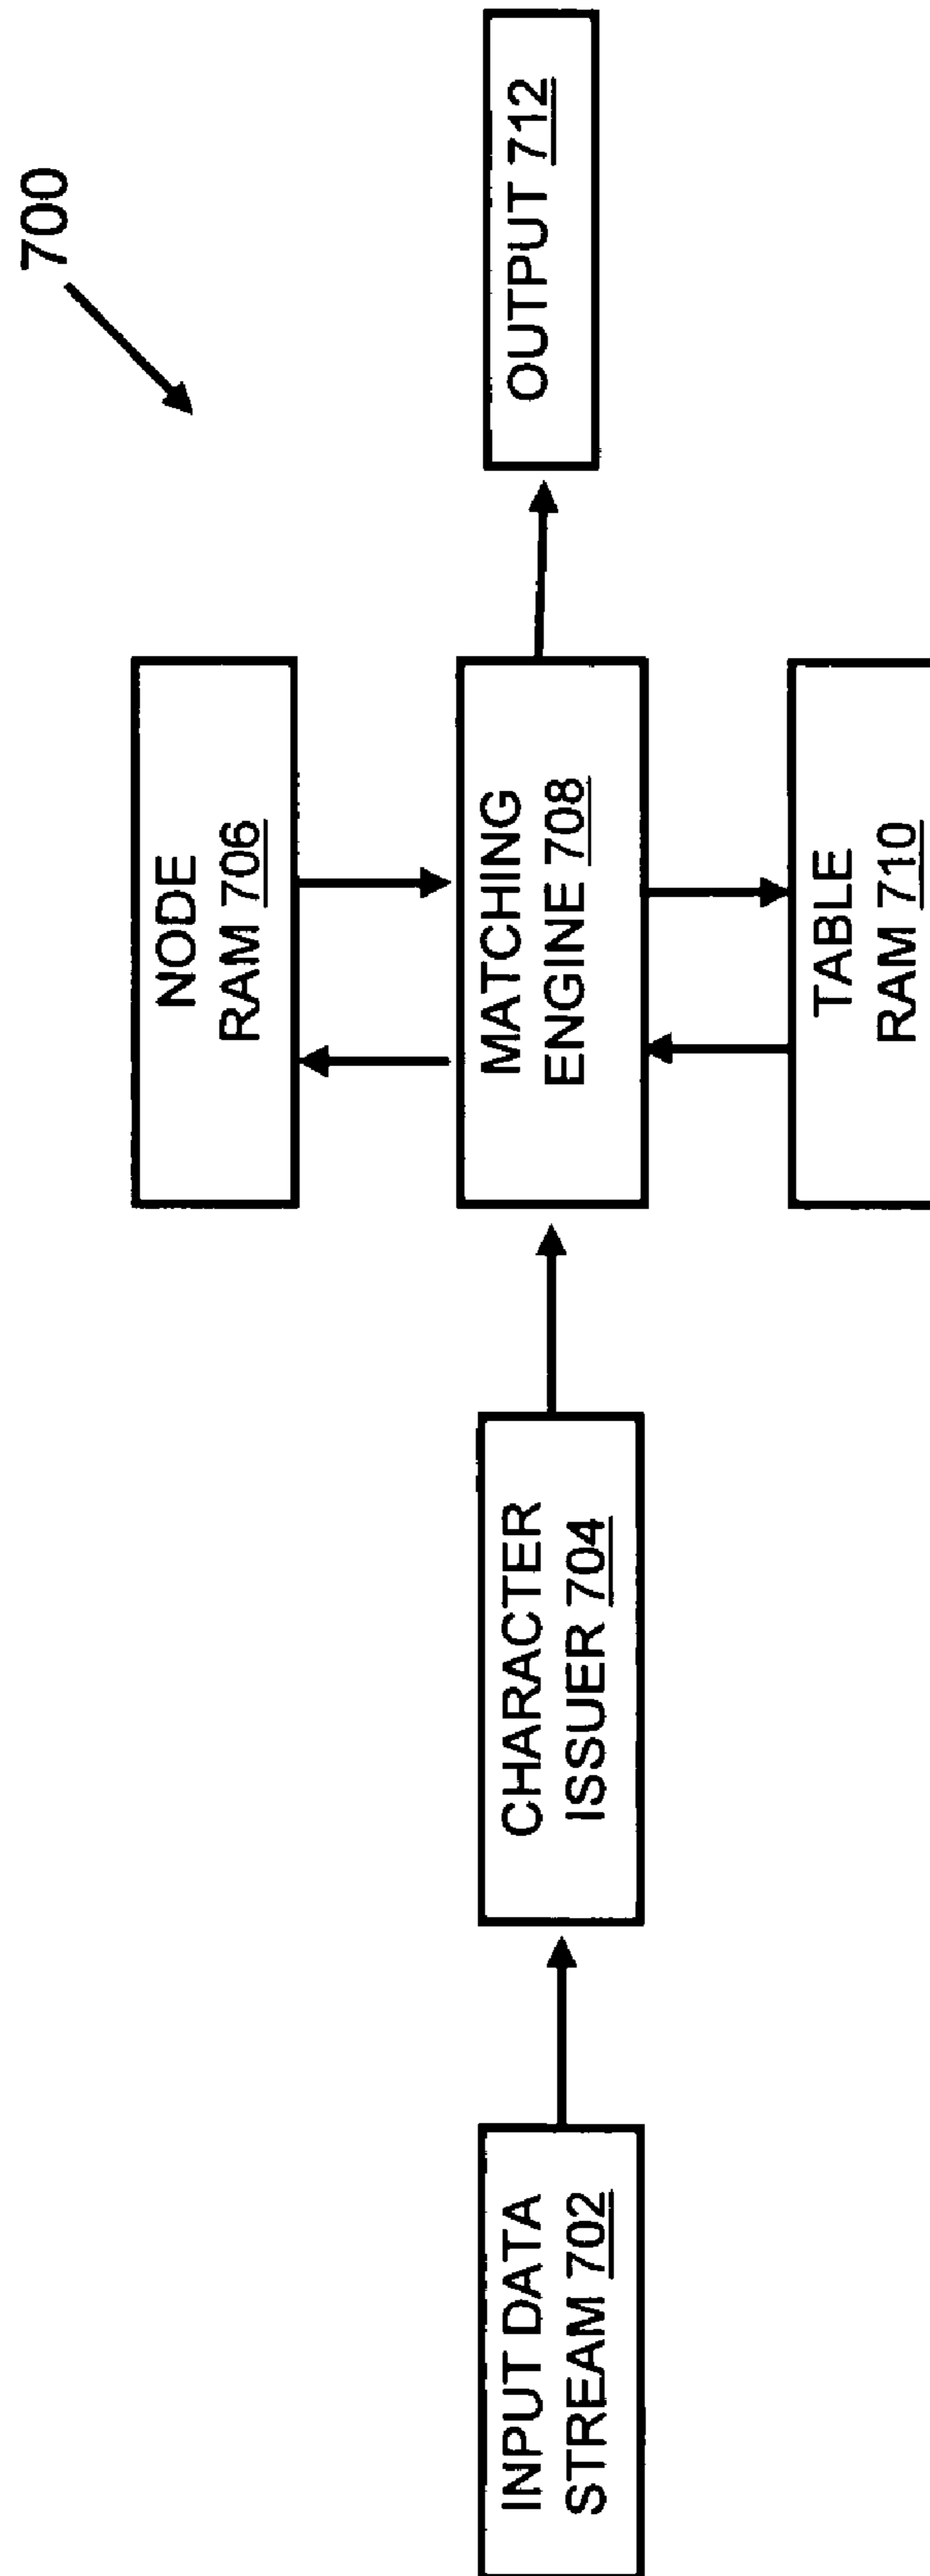 700
NODE
RAM 706
INPUT DATA
STREAM 702
CHARACTER
ISSUER 704
MATCHING
ENGINE 708
OUTPUT 712
TABLE
RAM 710